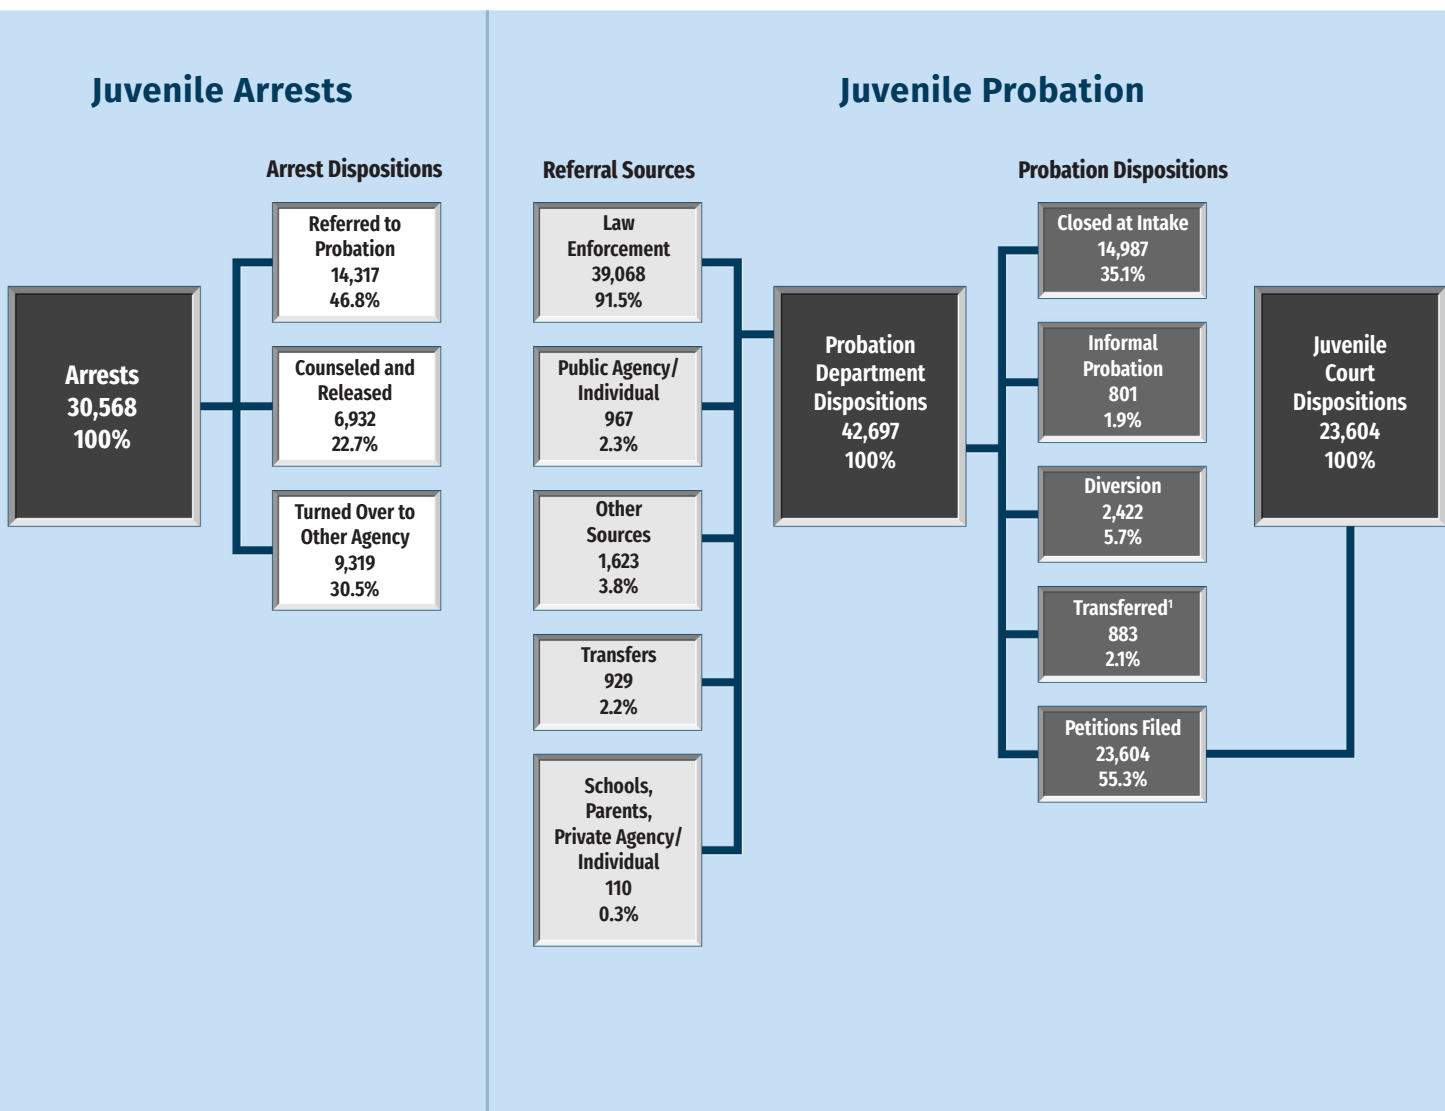 Juvenile Arrests
Arrest Dispositions
Arrests
30,568
100%
Referred to
Probation
14,317
46.8%
Counseled and
Released
6,932
22.7%
Turned Over to
Other Agency
9,319
30.5%
Juvenile Probation
Referral Sources
Law
Enforcement
39,068
91.5%
Public Agency/
Individual
967
2.3%
Other
Sources
1,623
3.8%
Transfers
929
2.2%
Schools,
Parents,
Private Agency/
Individual
110
0.3%
Probation
Department
Dispositions
42,697
100%
Probation Dispositions
Closed at Intake
14,987
35.1%
Informal
Probation
801
1.9%
Diversion
2,422
5.7%
Transferred¹
883
2.1%
Petitions Filed
23,604
55.3%
Juvenile
Court
Dispositions
23,604
100%